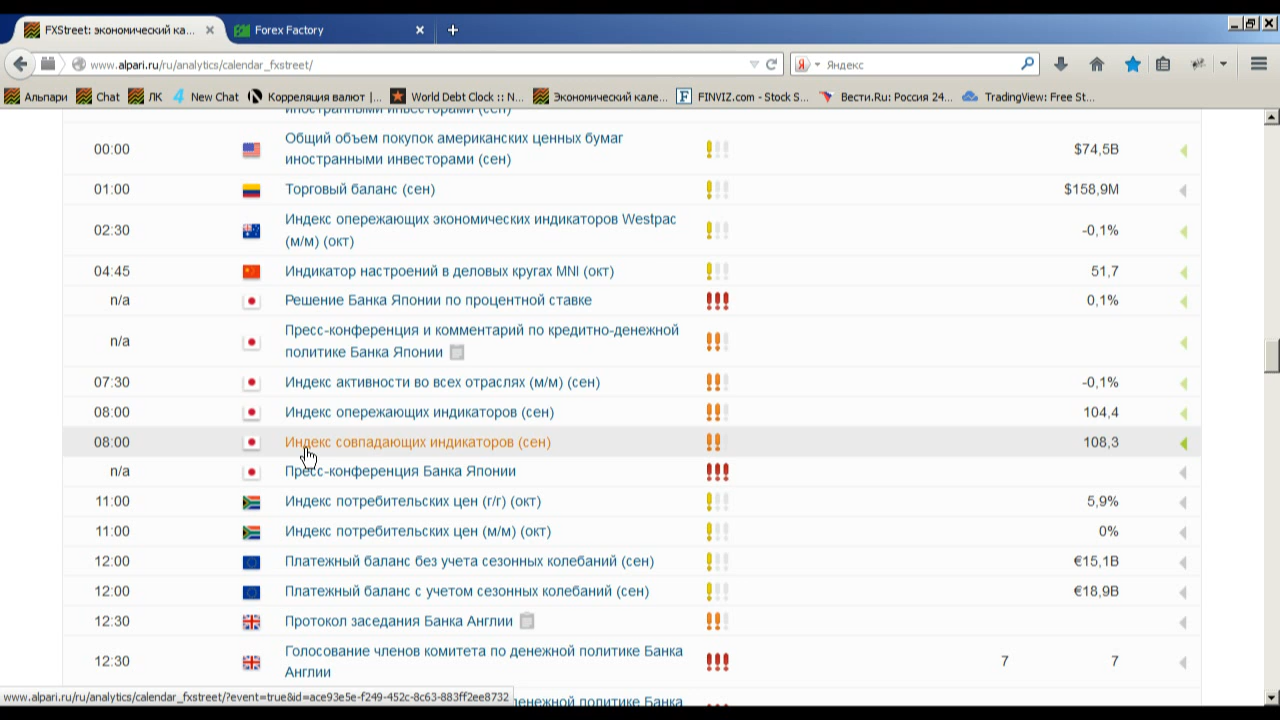 FXStreet: экономический ка...
Forex Factory
www.alpari.ru/ru/analytics/calendar_fxstreet/
Яндекс
Альпари
Chat
ЛК
New Chat
Корреляция валют |...
World Debt Clock :: N...
Экономический кале...
FINVIZ.com - Stock S...
Вести.Ru: Россия 24...
TradingView: Free St...
иностранными инвесторами (сен)
00:00 Общий объем покупок американских ценных бумаг
иностранными инвесторами (сен) $74,5B
01:00 Торговый баланс (сен) $158,9M
02:30 Индекс опережающих экономических индикаторов Westpac
(м/м) (окт) -0,1%
04:45 Индикатор настроений в деловых кругах MNI (окт) 51,7
n/a Решение Банка Японии по процентной ставке 0,1%
n/a Пресс-конференция и комментарий по кредитно-денежной
политике Банка Японии
07:30 Индекс активности во всех отраслях (м/м) (сен) -0,1%
08:00 Индекс опережающих индикаторов (сен) 104,4
08:00 Индекс совпадающих индикаторов (сен) 108,3
n/a Пресс-конференция Банка Японии
11:00 Индекс потребительских цен (г/г) (окт) 5,9%
11:00 Индекс потребительских цен (м/м) (окт) 0%
12:00 Платежный баланс без учета сезонных колебаний (сен) €15,1B
12:00 Платежный баланс с учетом сезонных колебаний (сен) €18,9B
12:30 Протокол заседания Банка Англии
12:30 Голосование членов комитета по денежной политике Банка
Англии 7 7
www.alpari.ru/ru/analytics/calendar_fxstreet/?event=true&id=ace93e5e-f249-452c-8c63-883ff2ee8732
денежной политике Банка